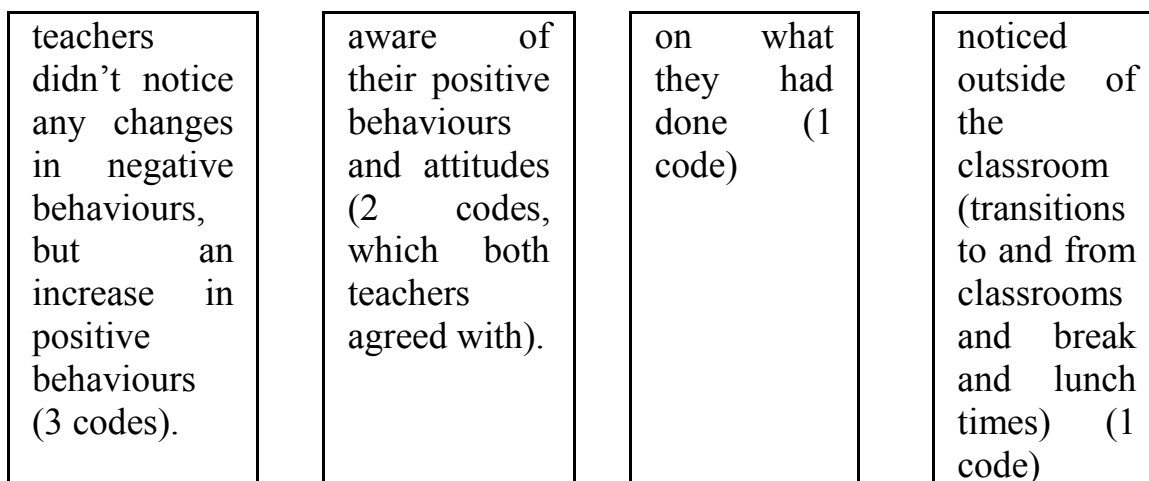 teachers
didn’t notice
any changes
in negative
behaviours,
but an
increase in
positive
behaviours
(3 codes).
aware of
their positive
behaviours
and attitudes
(2 codes,
which both
teachers
agreed with).
on what
they had
done (1
code)
noticed
outside of
the
classroom
(transitions
to and from
classrooms
and break
and lunch
times) (1
code)